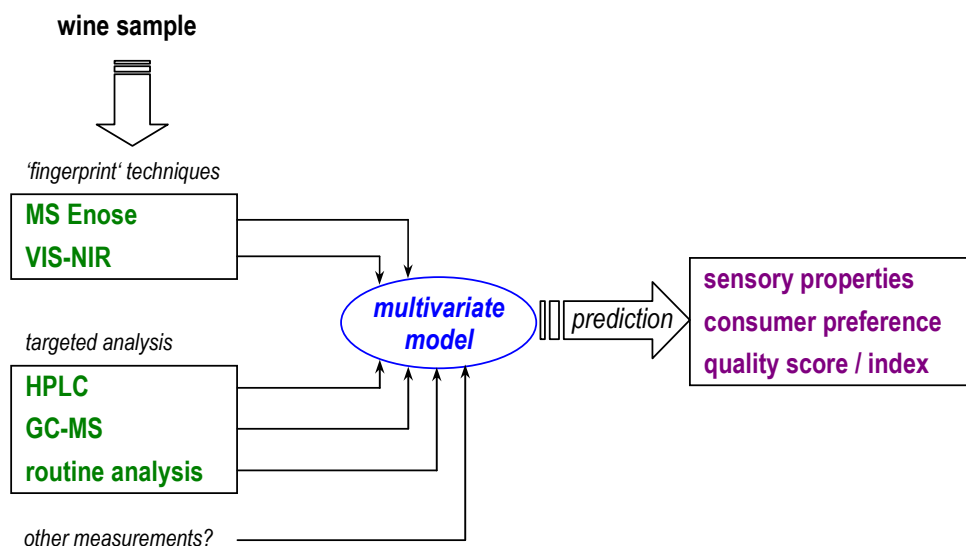 wine sample
‘fingerprint‘ techniques
MS Enose
VIS-NIR
targeted analysis
HPLC
GC-MS
routine analysis
other measurements?
multivariate
model
prediction
sensory properties
consumer preference
quality score / index